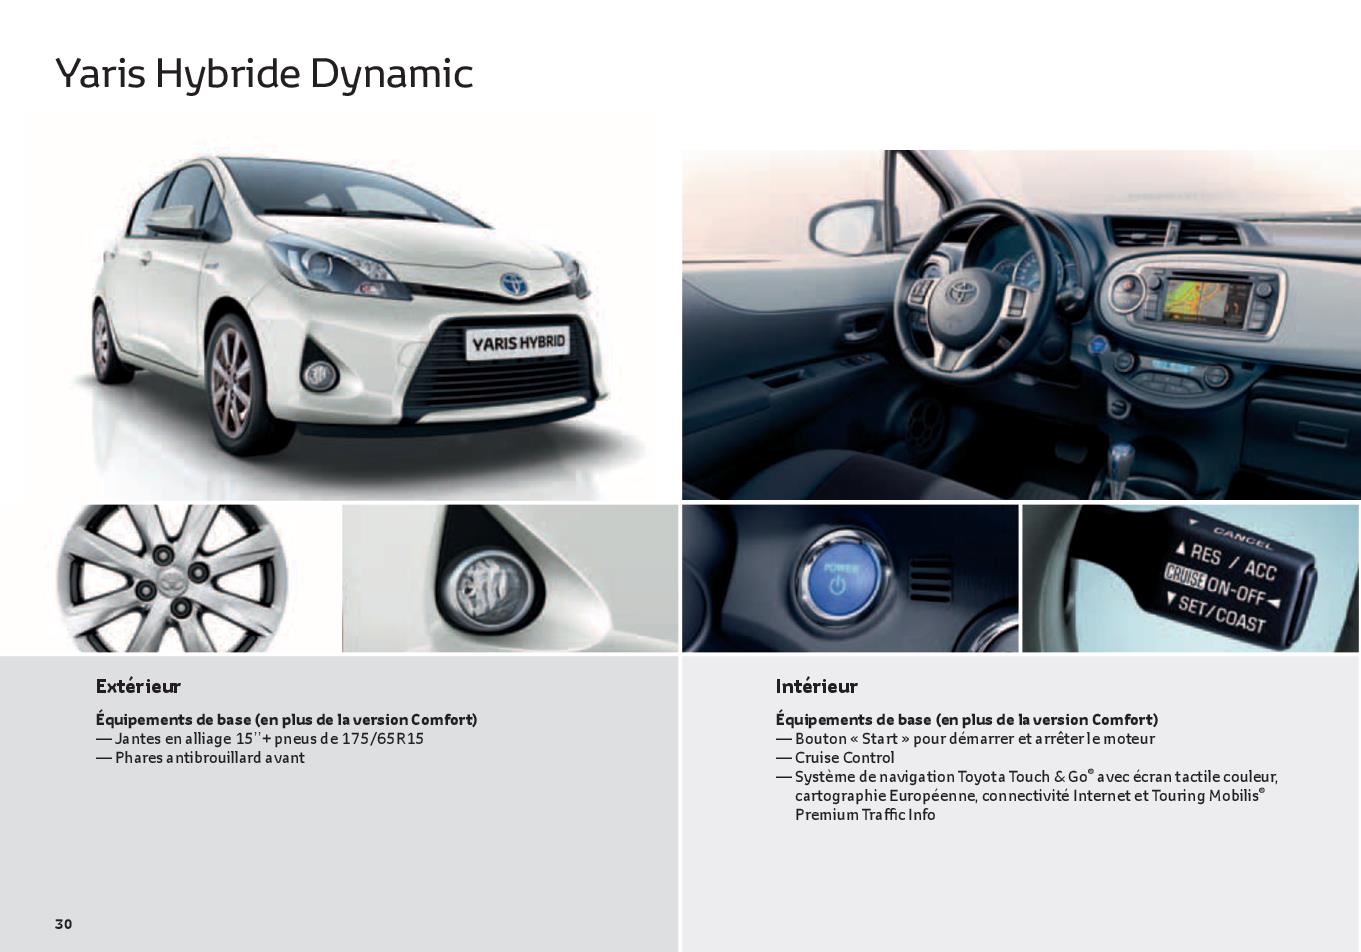 Yaris Hybride Dynamic
YARIS HYBRID
POWER
▼ CANCEL
▲ RES / ACC
CRUISE ON-OFF ◄
▼ SET/COAST
Extérieur
Équipements de base (en plus de la version Comfort)
— Jantes en alliage 15’’+ pneus de 175/65R15
— Phares antibrouillard avant
Intérieur
Équipements de base (en plus de la version Comfort)
— Bouton « Start » pour démarrer et arrêter le moteur
— Cruise Control
— Système de navigation Toyota Touch & Go® avec écran tactile couleur,
cartographie Européenne, connectivité Internet et Touring Mobilis®
Premium Traffic Info
30